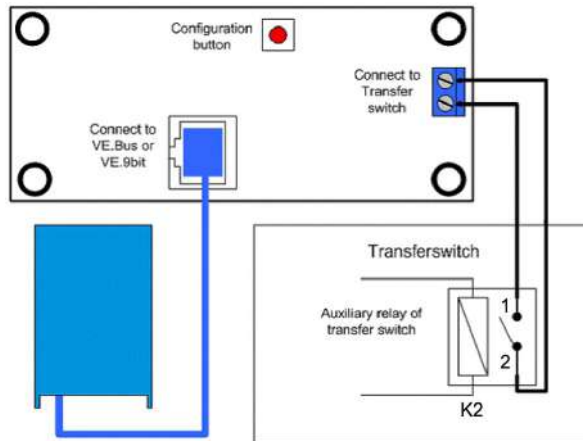 Configuration
button
Connect to
Transfer
switch
Connect to
VE.Bus or
VE.9bit
Transferswitch
Auxiliary relay of
transfer switch
1
2
K2